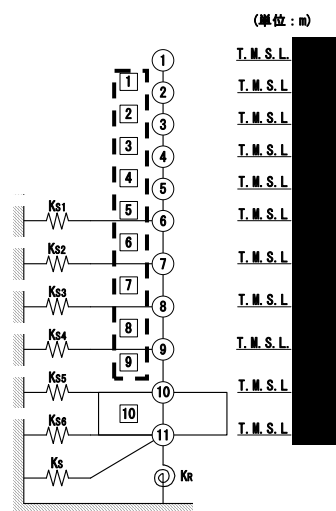 (単位:m)
① T.M.S.L.
1
② T.M.S.L
2
③ T.M.S.L
3
④ T.M.S.L
4
⑤ T.M.S.L
5
KS1 ⑥ T.M.S.L
6
KS2 ⑦ T.M.S.L
7
KS3 ⑧ T.M.S.L
8
KS4 ⑨ T.M.S.L.
9
KS5 ⑩ T.M.S.L
10
KS6 ⑪ T.M.S.L
KS KR